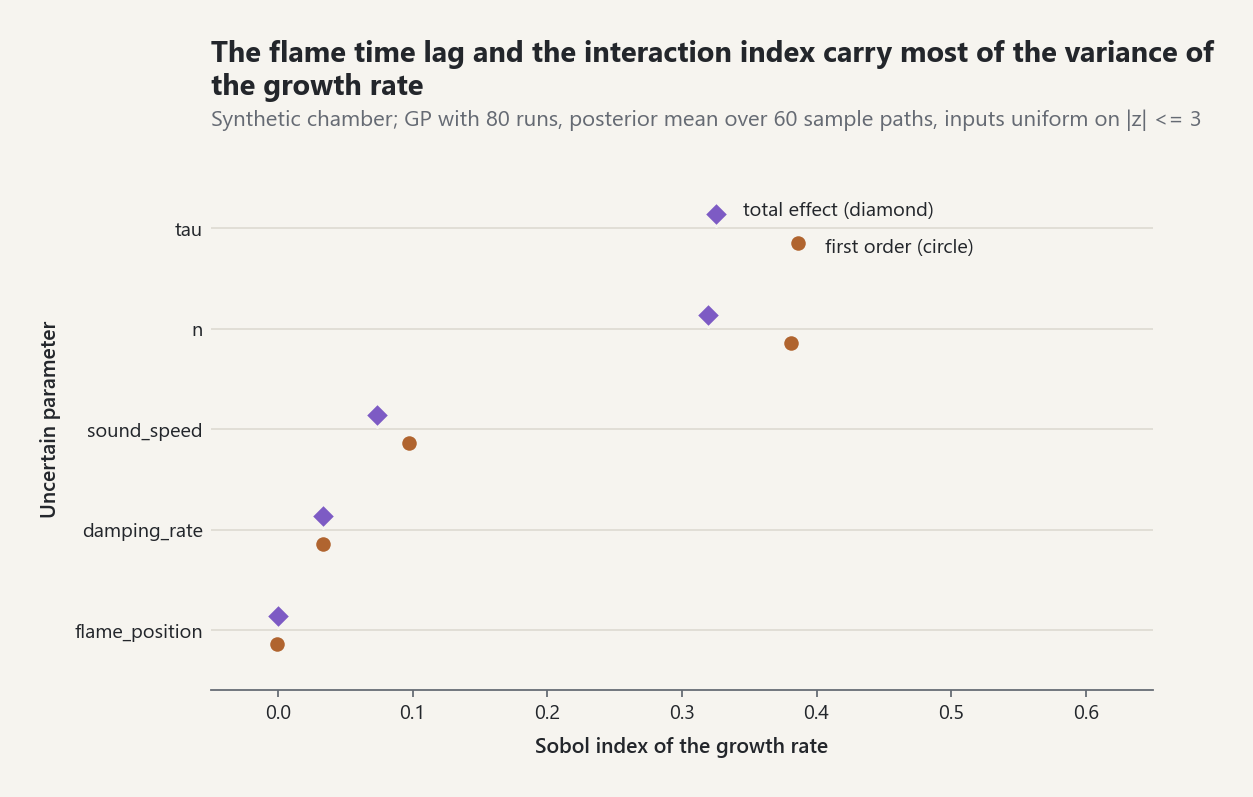 The flame time lag and the interaction index carry most of the variance of
the growth rate
Synthetic chamber; GP with 80 runs, posterior mean over 60 sample paths, inputs uniform on |z| <= 3
total effect (diamond)
tau
first order (circle)
n
sound_speed
damping_rate
flame_position
Uncertain parameter
0.0 0.1 0.2 0.3 0.4 0.5 0.6
Sobol index of the growth rate